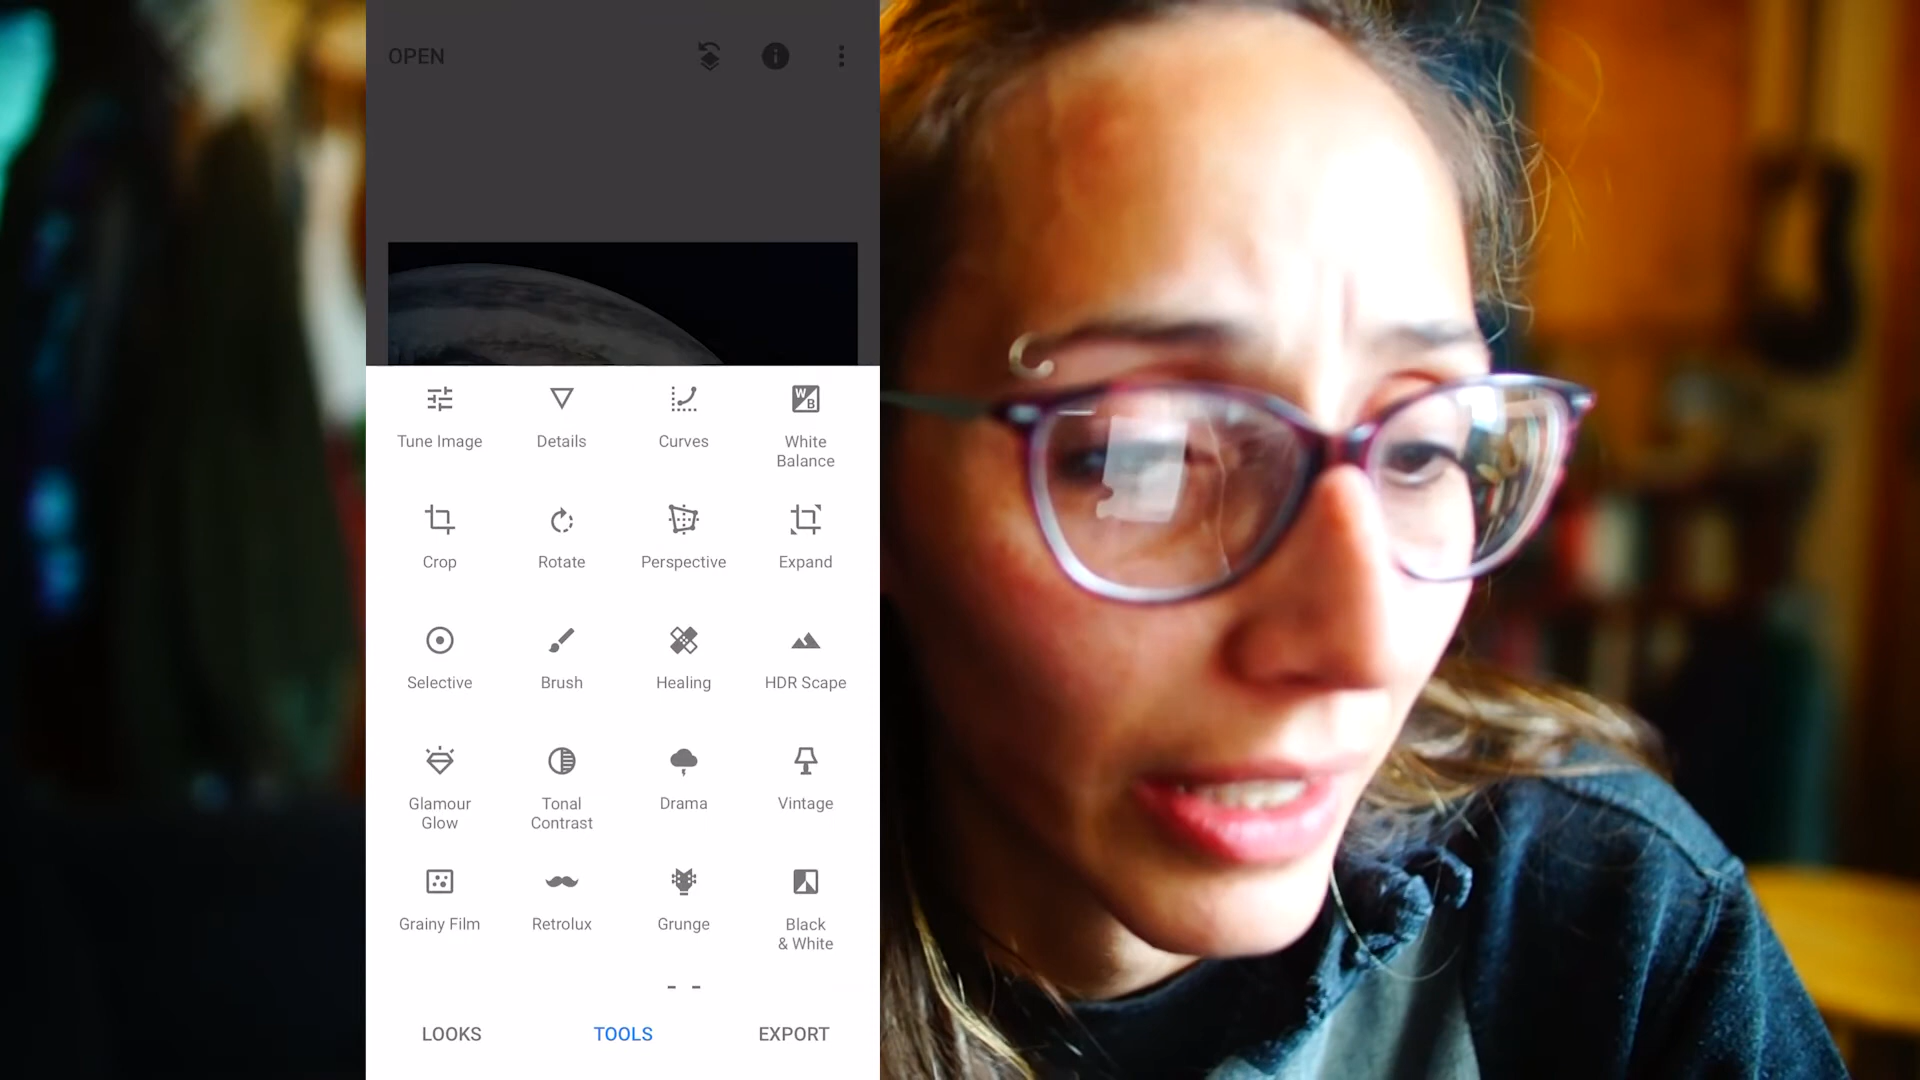 OPEN
Tune Image
Details
Curves
White
Balance
Crop
Rotate
Perspective
Expand
Selective
Brush
Healing
HDR Scape
Glamour
Glow
Tonal
Contrast
Drama
Vintage
Grainy Film
Retrolux
Grunge
Black
& White
LOOKS
TOOLS
EXPORT